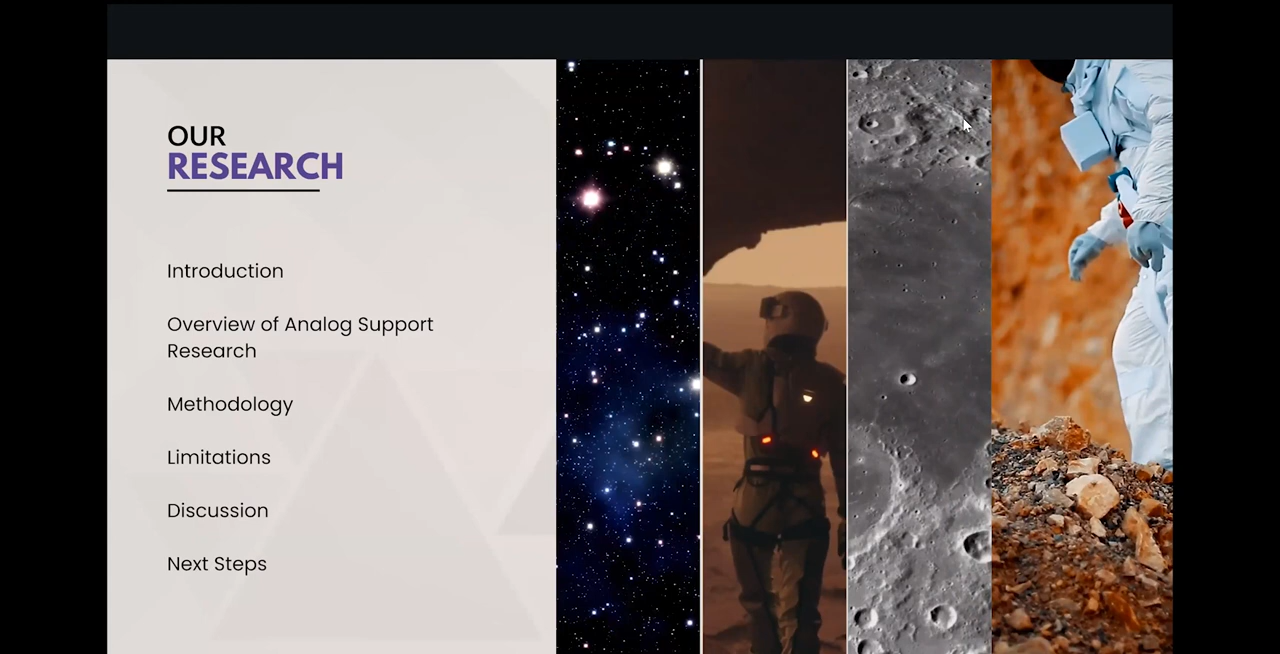 OUR
RESEARCH
Introduction
Overview of Analog Support
Research
Methodology
Limitations
Discussion
Next Steps